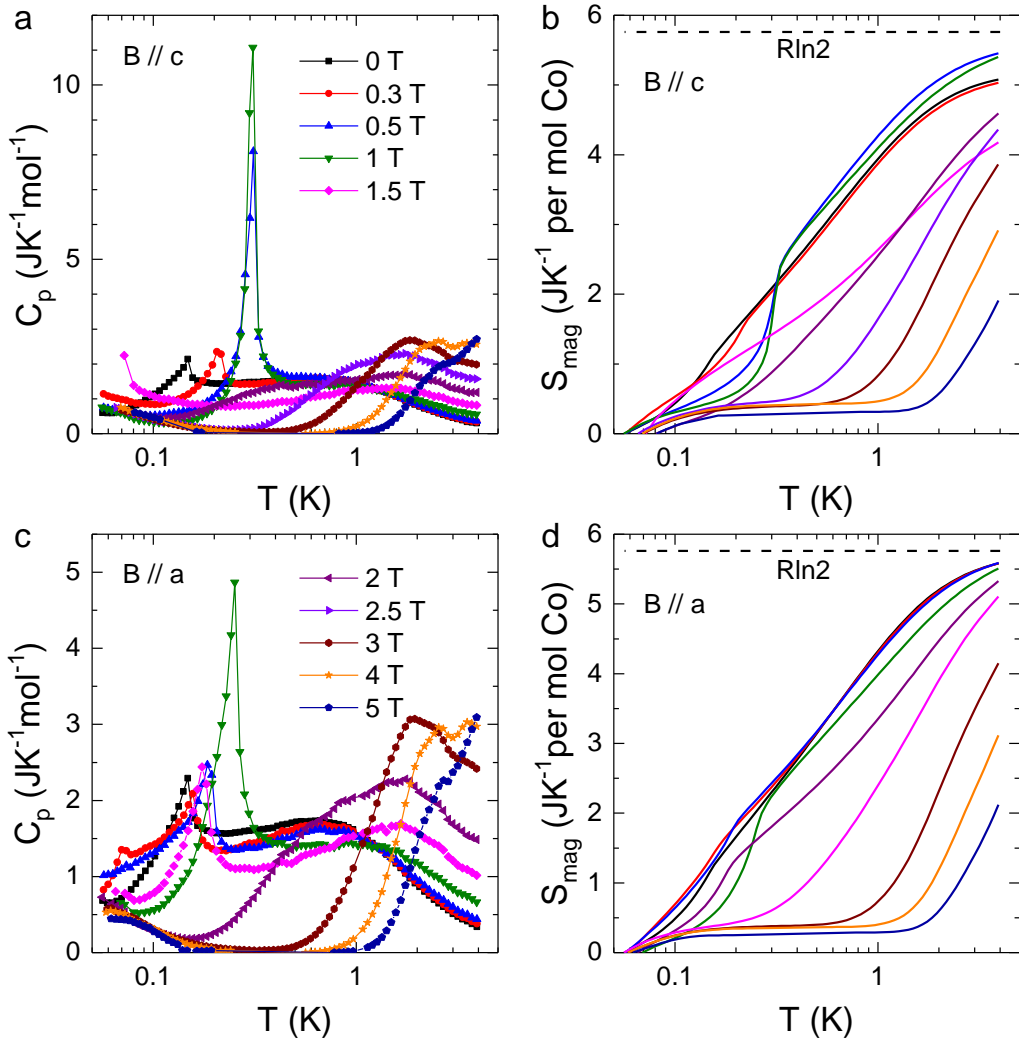 a
B // c
0 T
0.3 T
0.5 T
1 T
1.5 T
10
5
0
0.1
1
T (K)
C_p (JK⁻¹mol⁻¹)
b
6
5
4
3
2
1
0
Rln2
B // c
0.1
1
T (K)
S_mag (JK⁻¹ per mol Co)
c
B // a
2 T
2.5 T
3 T
4 T
5 T
5
4
3
2
1
0
0.1
1
T (K)
C_p (JK⁻¹mol⁻¹)
d
6
5
4
3
2
1
0
Rln2
B // a
0.1
1
T (K)
S_mag (JK⁻¹per mol Co)